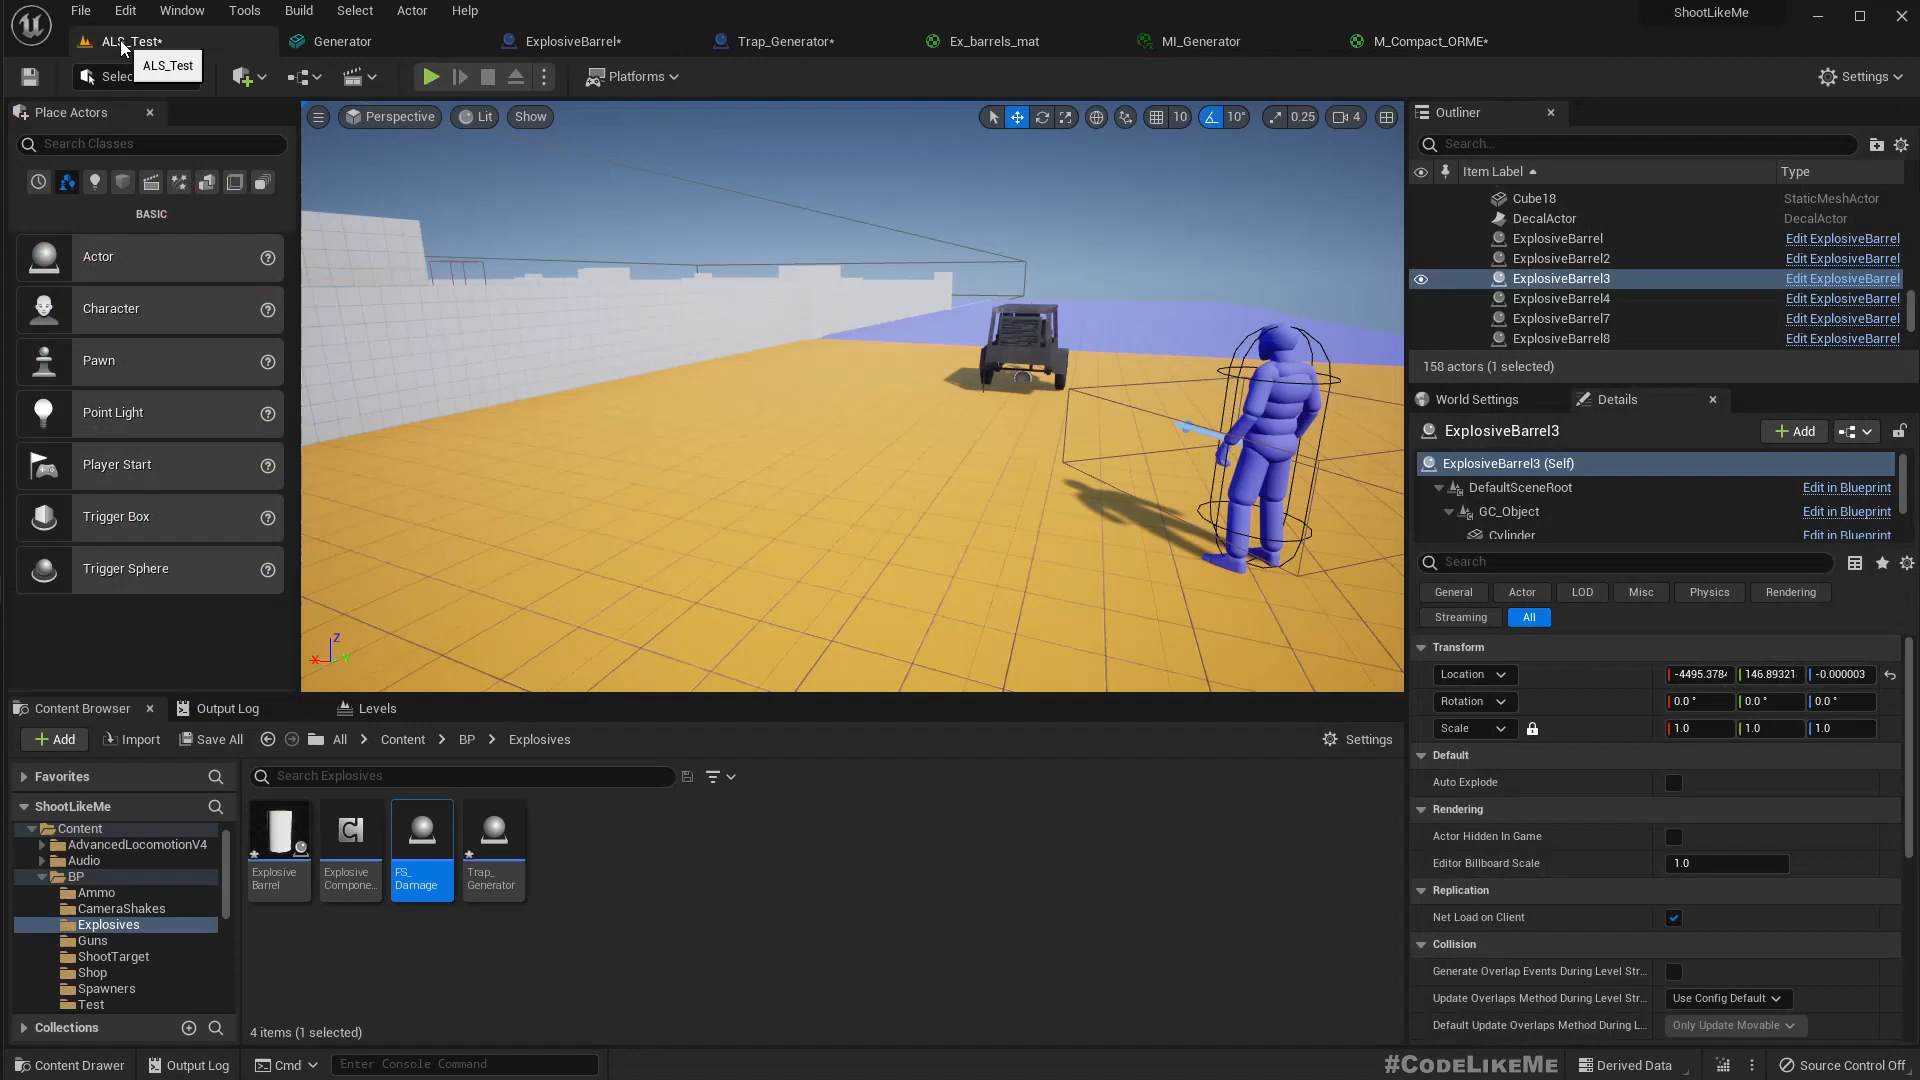 File Edit Window Tools Build Select Actor Help
ShootLikeMe
ALS_Test* Generator ExplosiveBarrel* Trap_Generator* Ex_barrels_mat MI_Generator M_Compact_ORME*
ALS_Test
Selec Platforms Settings
Place Actors
Search Classes
BASIC
Actor
Character
Pawn
Point Light
Player Start
Trigger Box
Trigger Sphere
Perspective Lit Show 10 10° 0.25 4
Z
X Y
Outliner
Search...
Item Label Type
Cube18 StaticMeshActor
DecalActor DecalActor
ExplosiveBarrel Edit ExplosiveBarrel
ExplosiveBarrel2 Edit ExplosiveBarrel
ExplosiveBarrel3 Edit ExplosiveBarrel
ExplosiveBarrel4 Edit ExplosiveBarrel
ExplosiveBarrel7 Edit ExplosiveBarrel
ExplosiveBarrel8 Edit ExplosiveBarrel
158 actors (1 selected)
World Settings Details
ExplosiveBarrel3 Add
ExplosiveBarrel3 (Self)
DefaultSceneRoot Edit in Blueprint
GC_Object Edit in Blueprint
Cylinder Edit in Blueprint
Search
General Actor LOD Misc Physics Rendering
Streaming All
Transform
Location -4495.3784 146.89321 -0.000003
Rotation 0.0 ° 0.0 ° 0.0 °
Scale 1.0 1.0 1.0
Default
Auto Explode
Rendering
Actor Hidden In Game
Editor Billboard Scale 1.0
Replication
Net Load on Client
Collision
Generate Overlap Events During Level Str...
Update Overlaps Method During Level Str... Use Config Default
Default Update Overlaps Method During L... Only Update Movable
Content Browser Output Log Levels
Add Import Save All All Content BP Explosives Settings
Favorites
Search Explosives
ShootLikeMe
Content
AdvancedLocomotionV4
Audio
BP
Ammo
CameraShakes
Explosives
Guns
ShootTarget
Shop
Spawners
Test
Collections
Explosive
Barrel
Explosive
Compone...
FS_
Damage
Trap_
Generator
4 items (1 selected)
Content Drawer Output Log Cmd Enter Console Command #CODELIKEME Derived Data Source Control Off